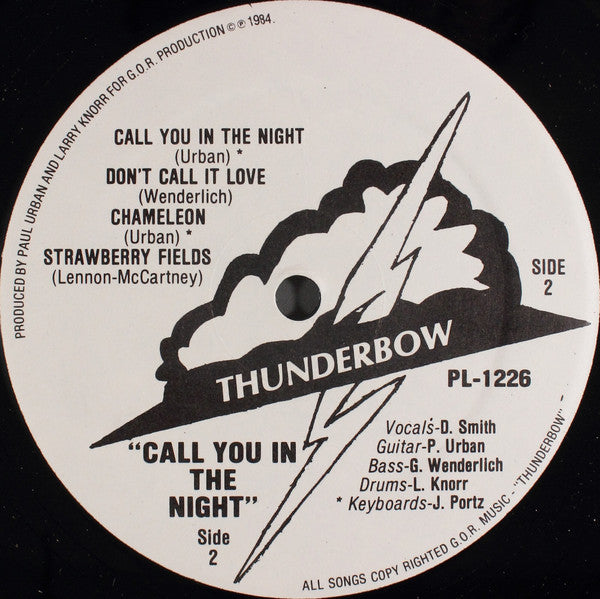 PRODUCED BY PAUL URBAN AND LARRY KNORR FOR G.O.R. PRODUCTION © ℗ 1984.
CALL YOU IN THE NIGHT
(Urban) *
DON'T CALL IT LOVE
(Wenderlich)
CHAMELEON
(Urban) *
STRAWBERRY FIELDS
(Lennon-McCartney)
SIDE
2
THUNDERBOW
PL-1226
"CALL YOU IN
THE
NIGHT"
Side
2
Vocals-D. Smith
Guitar-P. Urban
Bass-G. Wenderlich
Drums-L. Knorr
* Keyboards-J. Portz
ALL SONGS COPY RIGHTED G.O.R. MUSIC - "THUNDERBOW" -